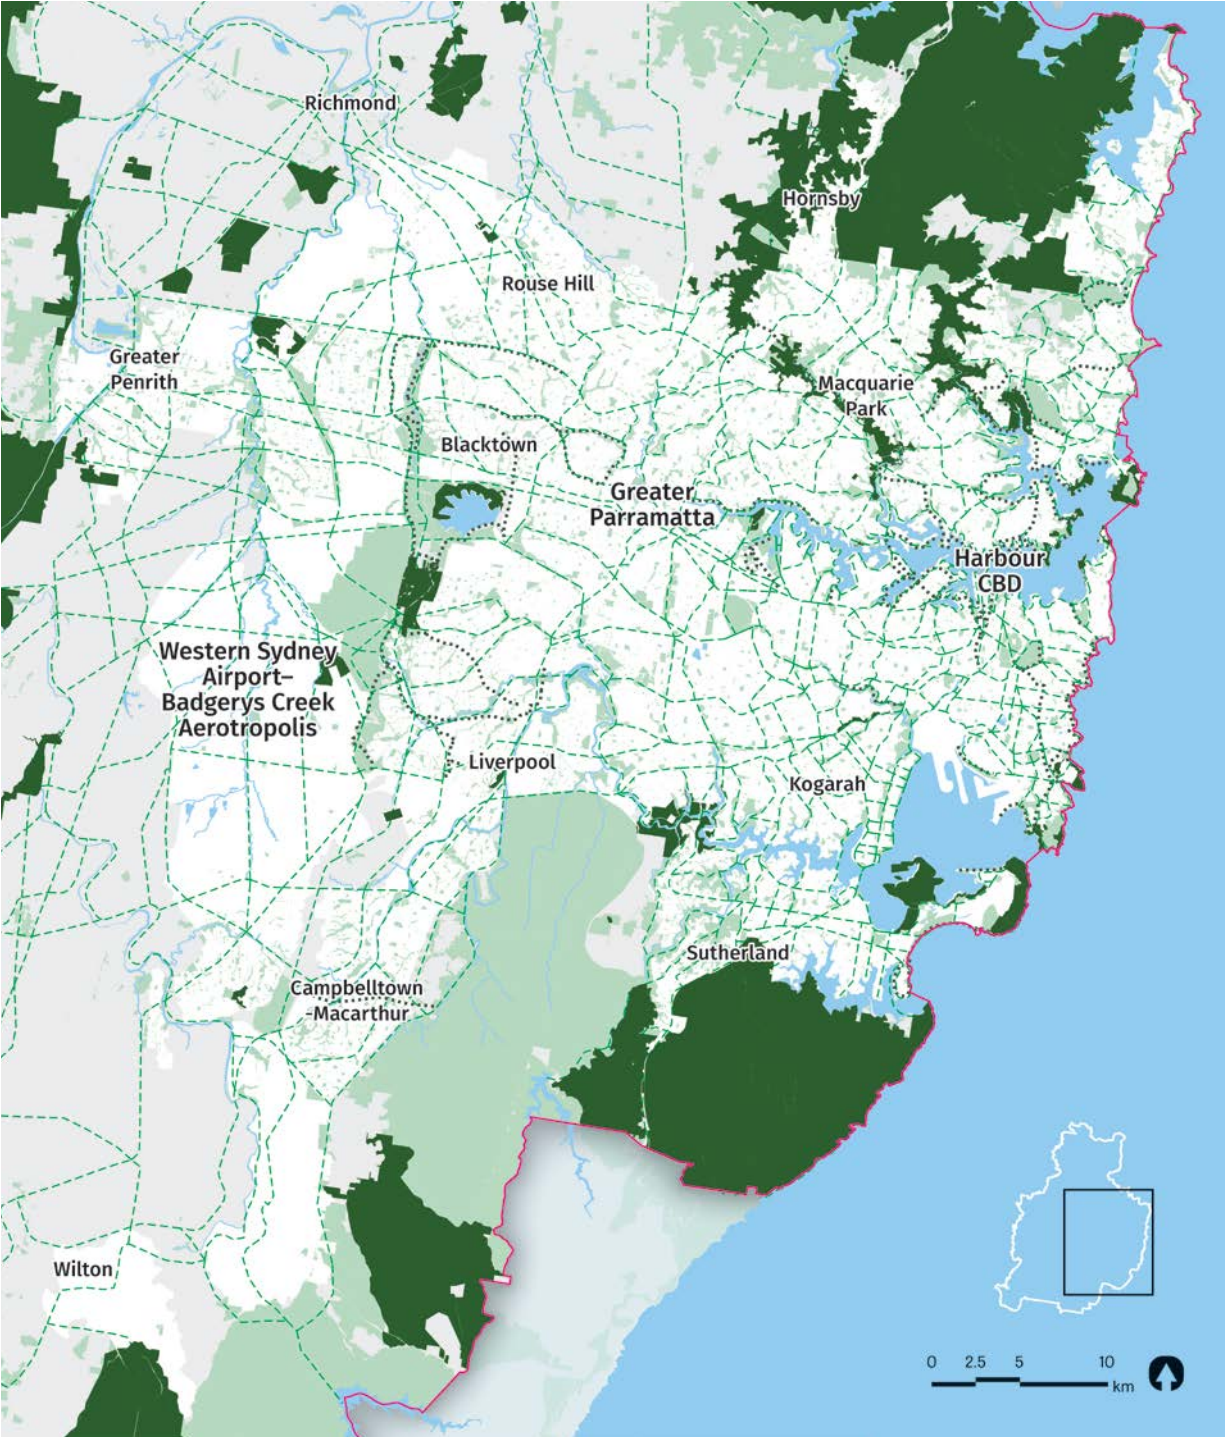 Richmond
Hornsby
Rouse Hill
Greater
Penrith
Macquarie
Park
Blacktown
Greater
Parramatta
Harbour
CBD
Western Sydney
Airport–
Badgerys Creek
Aerotropolis
Liverpool
Kogarah
Sutherland
Campbelltown
-Macarthur
Wilton
0 2.5 5 10
km